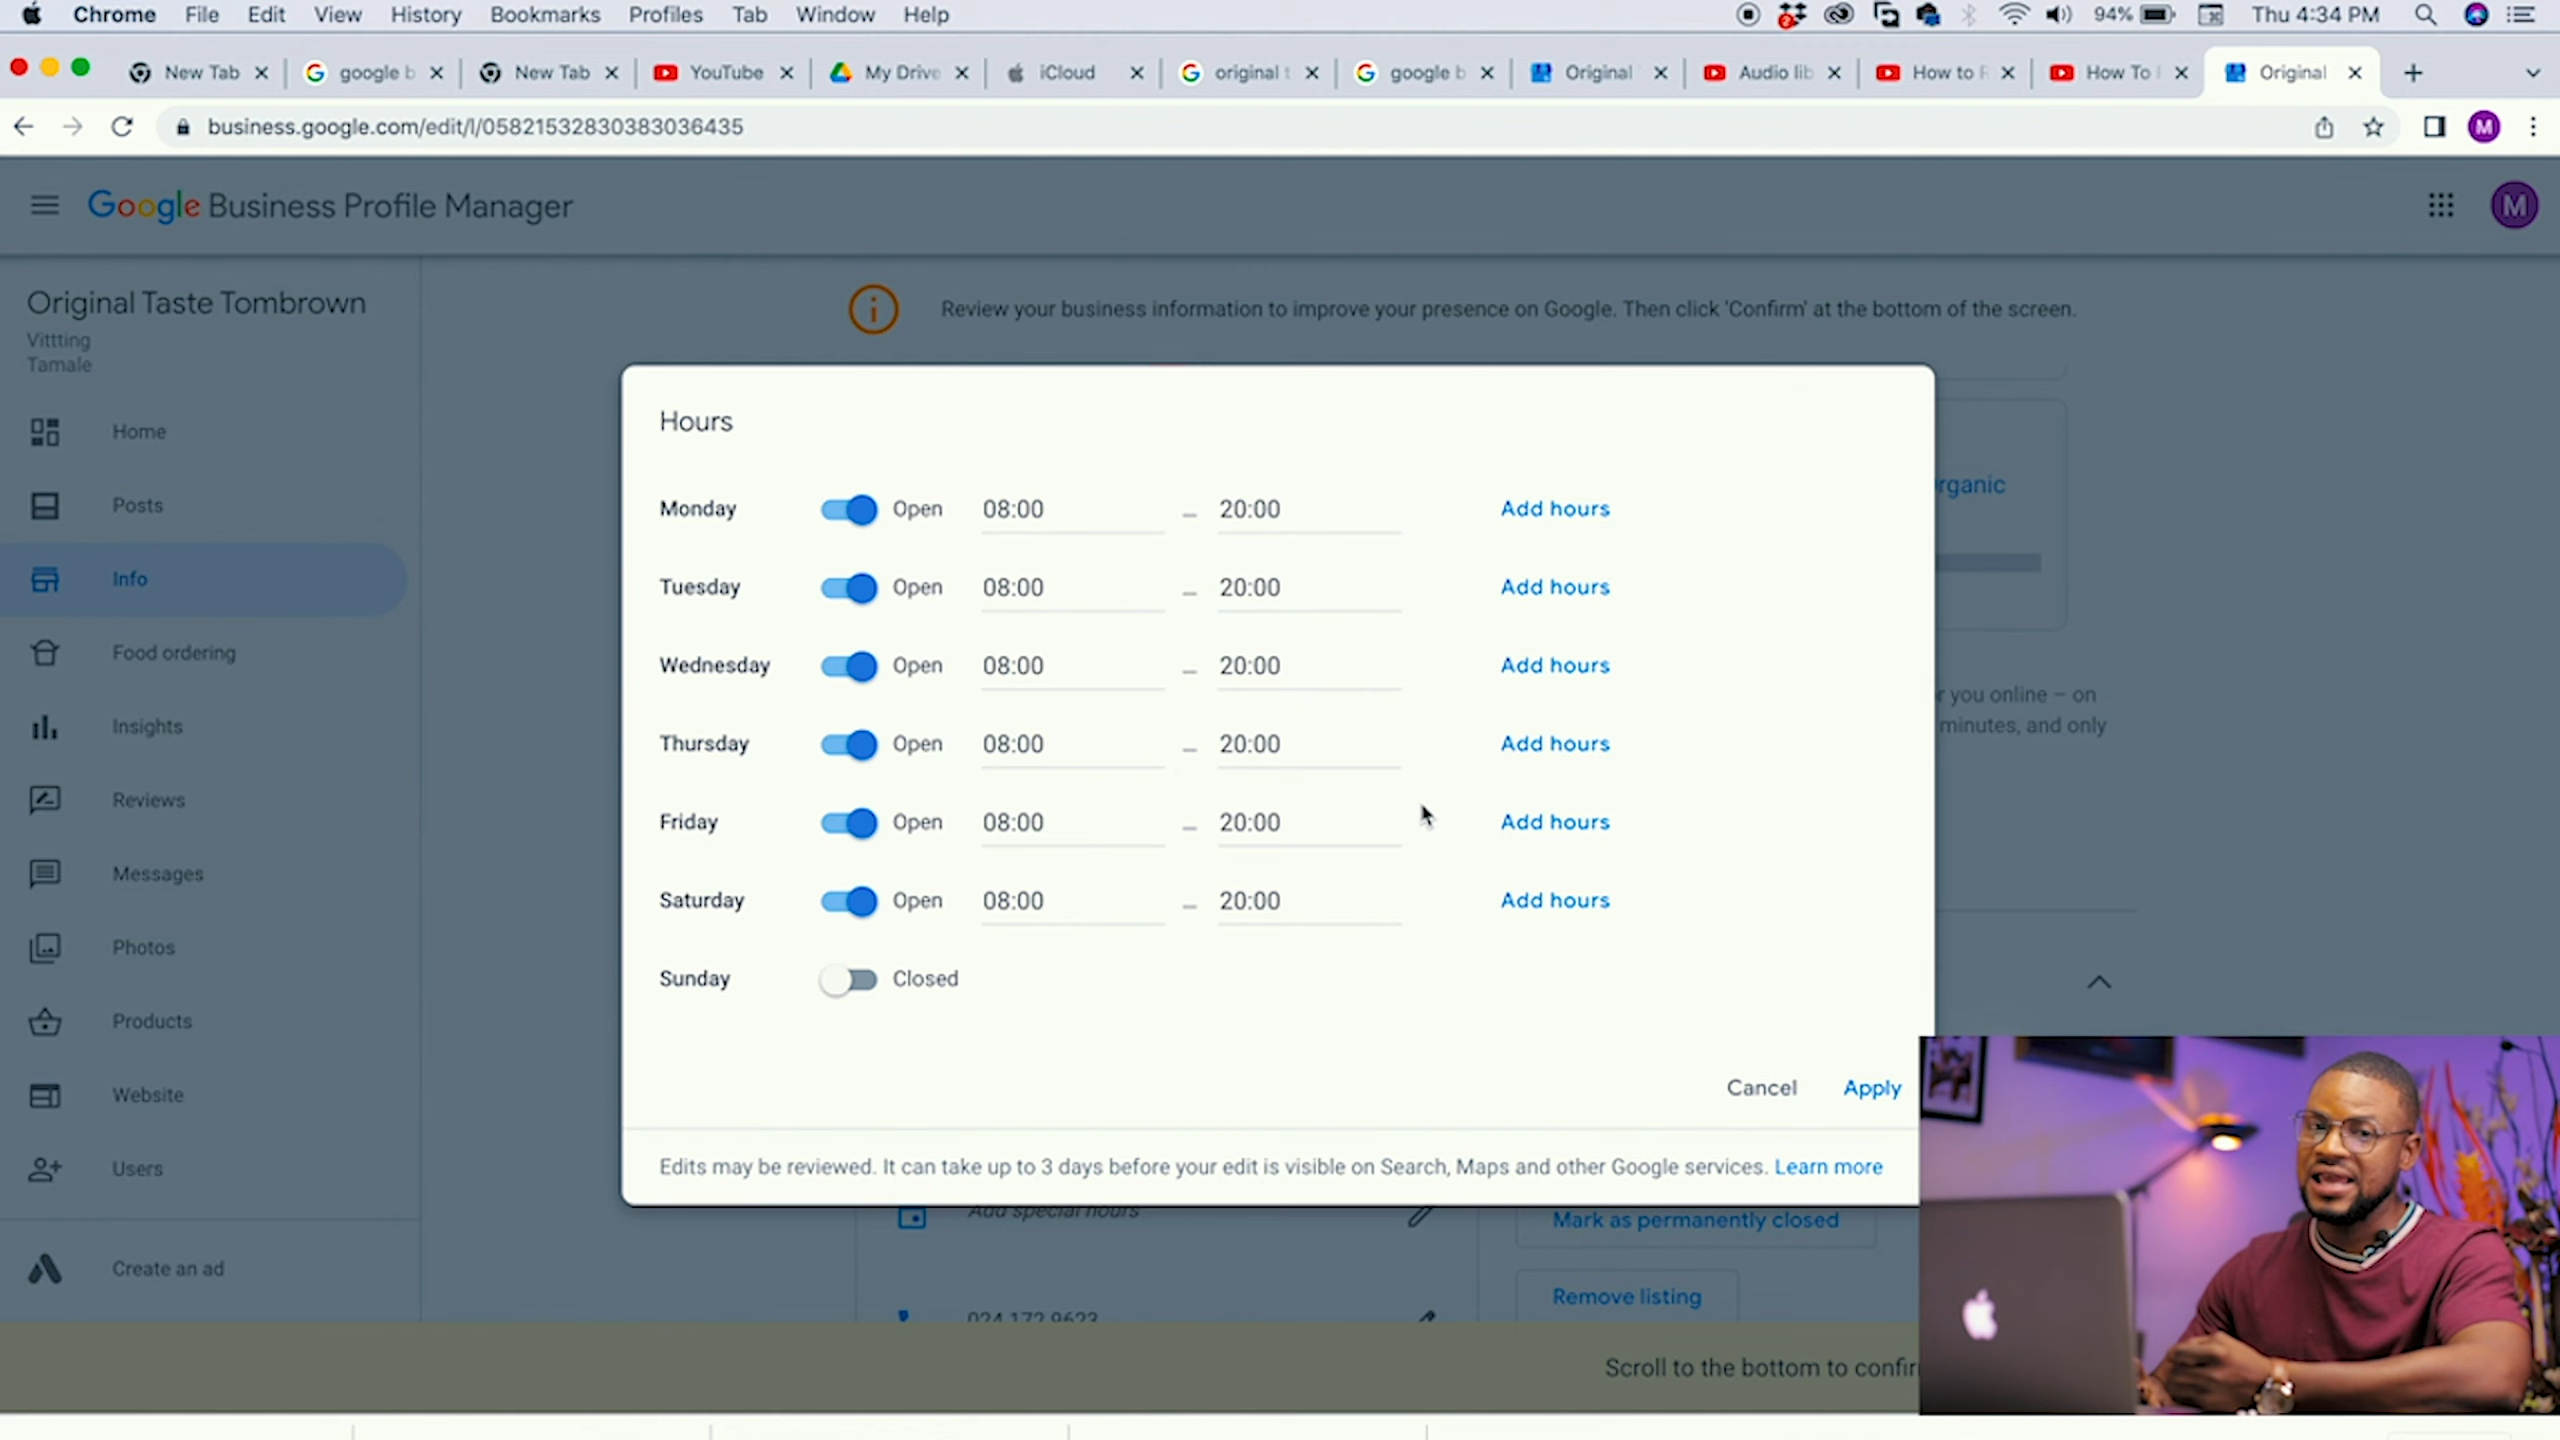 Chrome File Edit View History Bookmarks Profiles Tab Window Help 2 94% Thu 4:34 PM
New Tab google b New Tab YouTube My Drive iCloud original t google b Original Audio lib How to How To Original
business.google.com/edit/l/05821532830383036435 M
Google Business Profile Manager M
Original Taste Tombrown
Vittting
Tamale
Review your business information to improve your presence on Google. Then click 'Confirm' at the bottom of the screen.
Home
Posts
Info
Food ordering
Insights
Reviews
Messages
Photos
Products
Website
Users
Create an ad
Hours
Monday Open 08:00 – 20:00 Add hours
Tuesday Open 08:00 – 20:00 Add hours
Wednesday Open 08:00 – 20:00 Add hours
Thursday Open 08:00 – 20:00 Add hours
Friday Open 08:00 – 20:00 Add hours
Saturday Open 08:00 – 20:00 Add hours
Sunday Closed
Cancel Apply
Edits may be reviewed. It can take up to 3 days before your edit is visible on Search, Maps and other Google services. Learn more
rganic
you online – on
minutes, and only
Add special hours
Mark as permanently closed
024 172 9623
Remove listing
Scroll to the bottom to confir